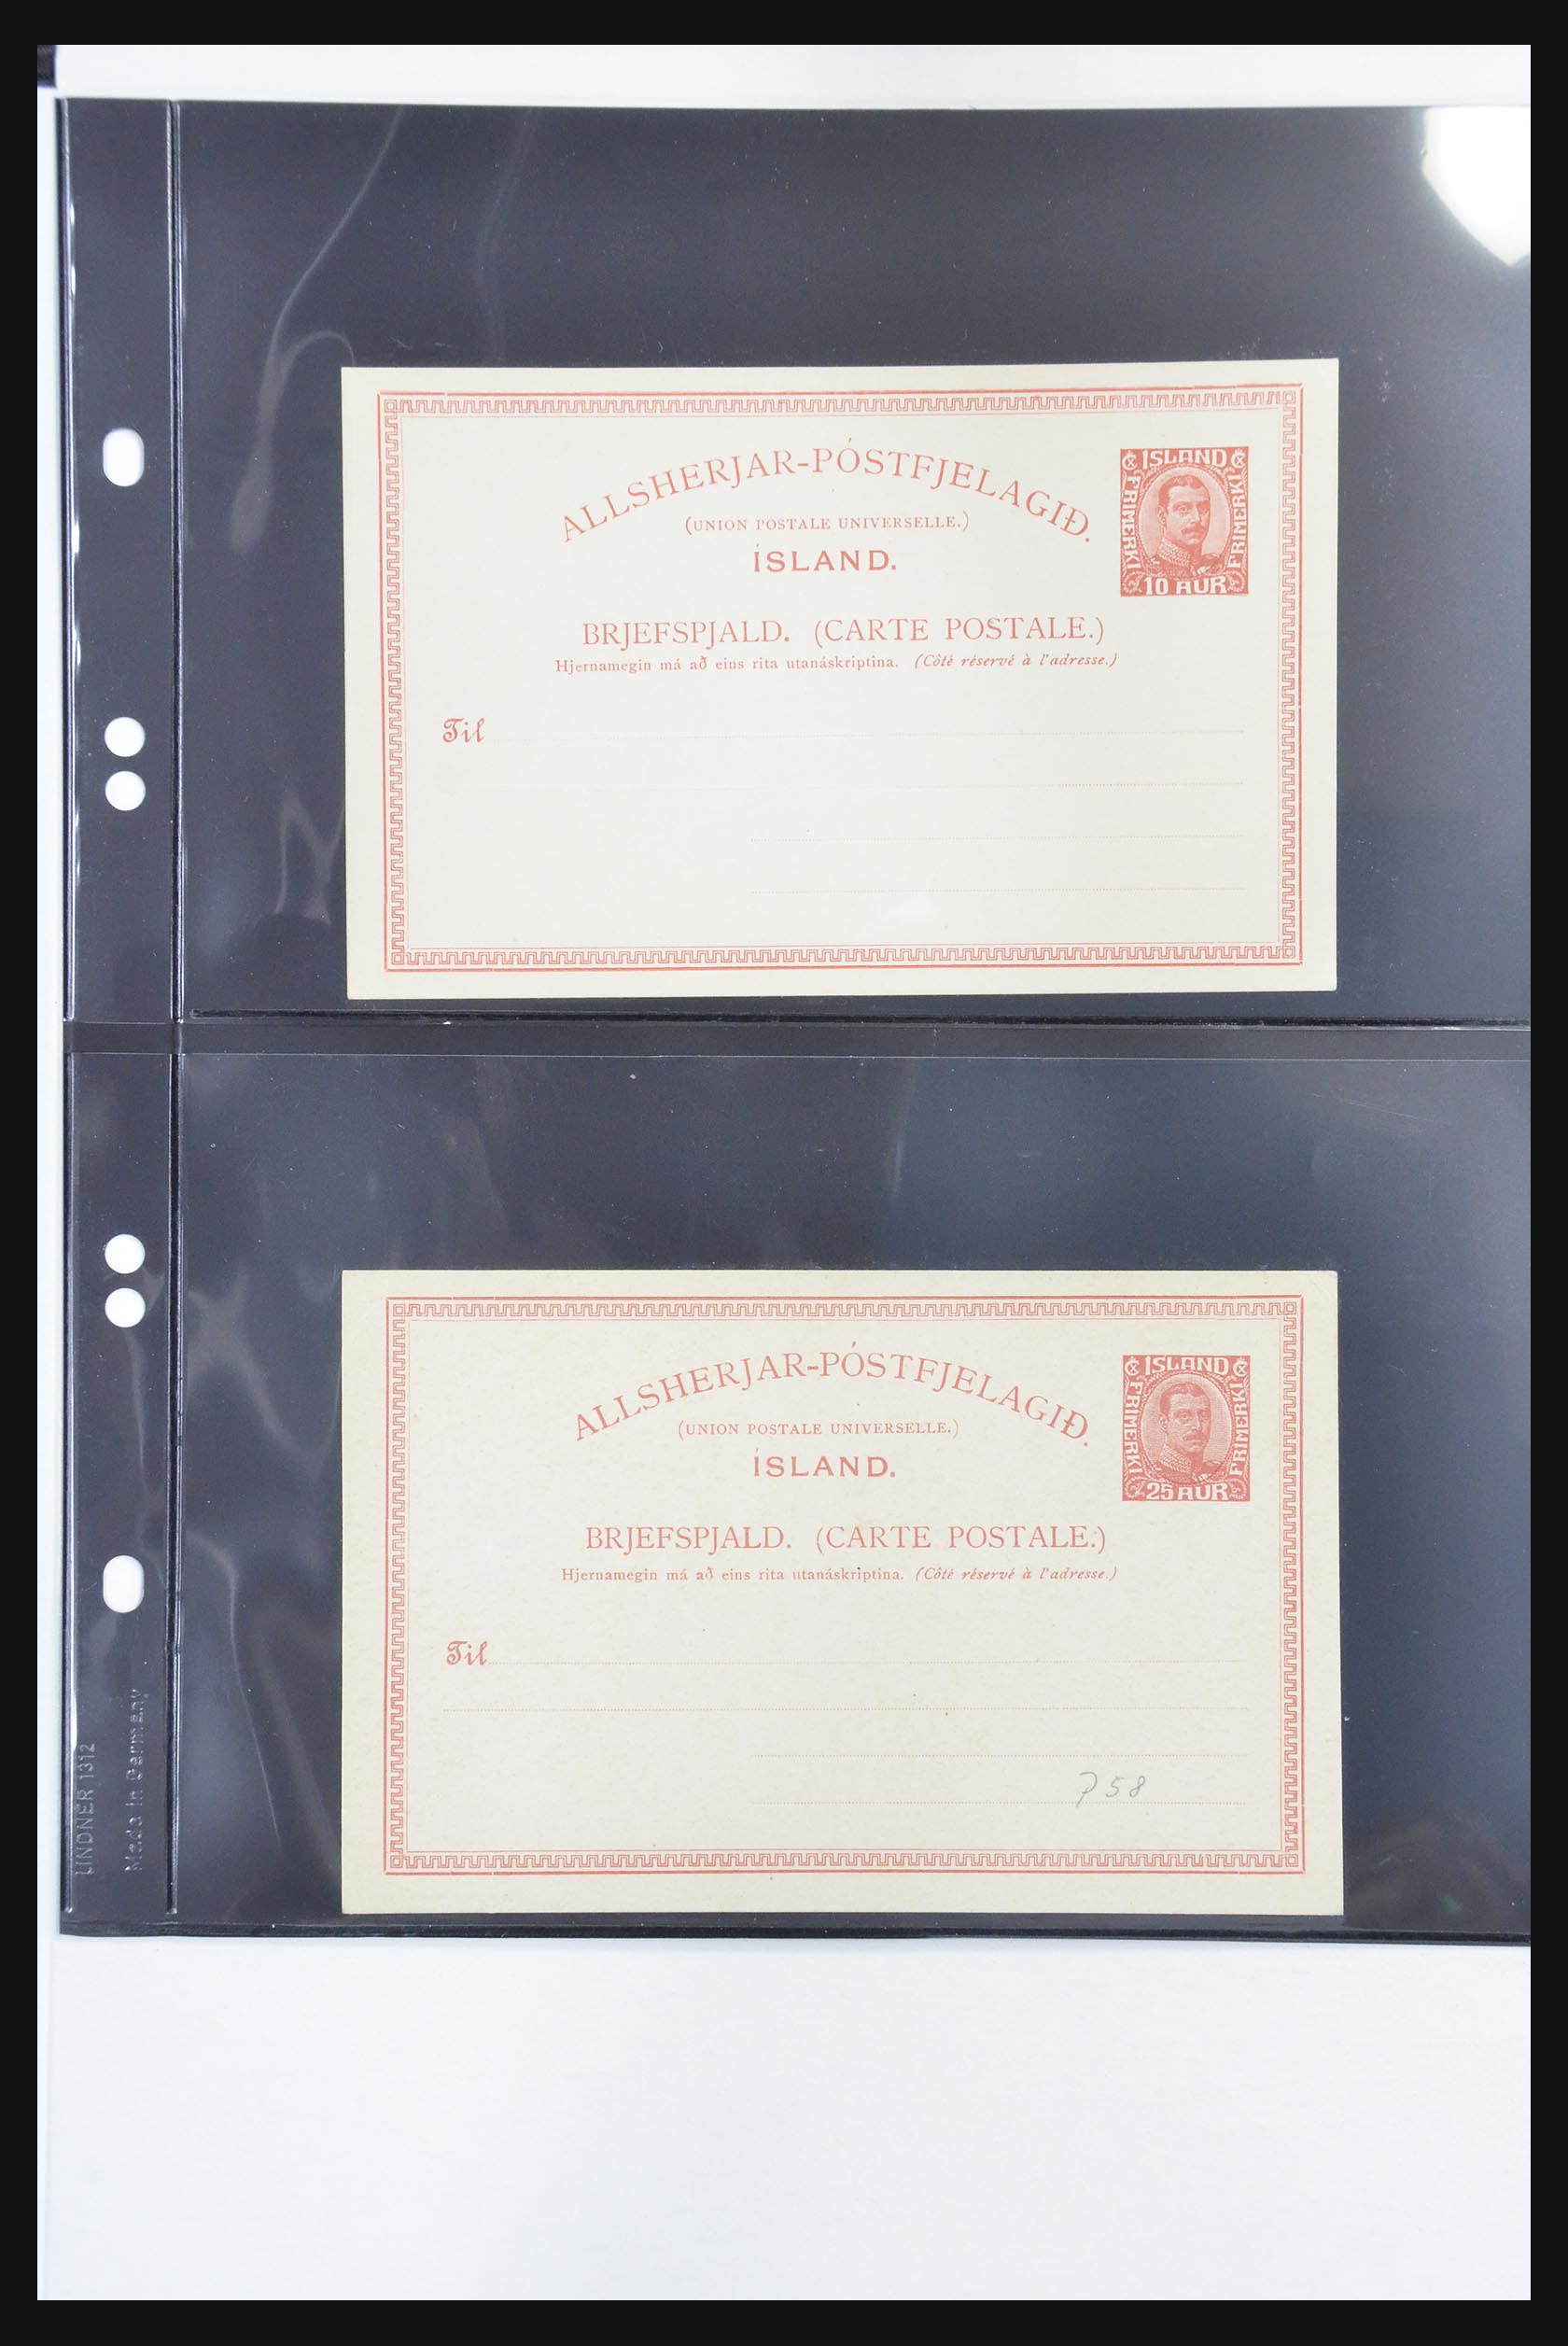 ALLSHERJAR-PÓSTFJELAGIÐ.
(UNION POSTALE UNIVERSELLE.)
ÍSLAND.
ISLAND
FRIMERKI
FRIMERKI
10 AUR
BRJEFSPJALD. (CARTE POSTALE.)
Hjernamegin má að eins rita utanáskriptina. (Côté réservé à l'adresse.)
Til
ALLSHERJAR-PÓSTFJELAGIÐ.
(UNION POSTALE UNIVERSELLE.)
ÍSLAND.
ISLAND
FRIMERKI
FRIMERKI
25 AUR
BRJEFSPJALD. (CARTE POSTALE.)
Hjernamegin má að eins rita utanáskriptina. (Côté réservé à l'adresse.)
Til
P58
LINDNER 1312
Made in Germany